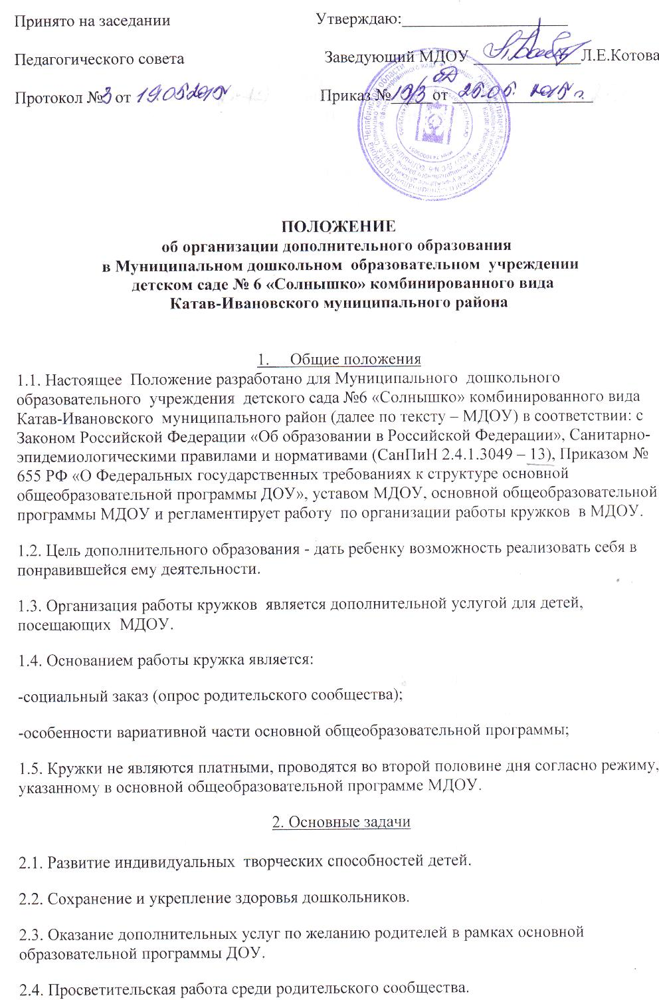 Принято на заседании Утверждаю:____________________
Педагогического совета Заведующий МДОУ _____________Л.Е.Котова
Протокол №3 от 19.05.2015 Приказ № 13/3 ОД от 25.05. 2015 г.
ПОЛОЖЕНИЕ
об организации дополнительного образования
в Муниципальном дошкольном образовательном учреждении
детском саде № 6 «Солнышко» комбинированного вида
Катав-Ивановского муниципального района
1. Общие положения
1.1. Настоящее Положение разработано для Муниципального дошкольного
образовательного учреждения детского сада №6 «Солнышко» комбинированного вида
Катав-Ивановского муниципального район (далее по тексту – МДОУ) в соответствии: с
Законом Российской Федерации «Об образовании в Российской Федерации», Санитарно-
эпидемиологическими правилами и нормативами (СанПиН 2.4.1.3049 – 13), Приказом №
655 РФ «О Федеральных государственных требованиях к структуре основной
общеобразовательной программы ДОУ», уставом МДОУ, основной общеобразовательной
программы МДОУ и регламентирует работу по организации работы кружков в МДОУ.
1.2. Цель дополнительного образования - дать ребенку возможность реализовать себя в
понравившейся ему деятельности.
1.3. Организация работы кружков является дополнительной услугой для детей,
посещающих МДОУ.
1.4. Основанием работы кружка является:
-социальный заказ (опрос родительского сообщества);
-особенности вариативной части основной общеобразовательной программы;
1.5. Кружки не являются платными, проводятся во второй половине дня согласно режиму,
указанному в основной общеобразовательной программе МДОУ.
2. Основные задачи
2.1. Развитие индивидуальных творческих способностей детей.
2.2. Сохранение и укрепление здоровья дошкольников.
2.3. Оказание дополнительных услуг по желанию родителей в рамках основной
образовательной программы ДОУ.
2.4. Просветительская работа среди родительского сообщества.